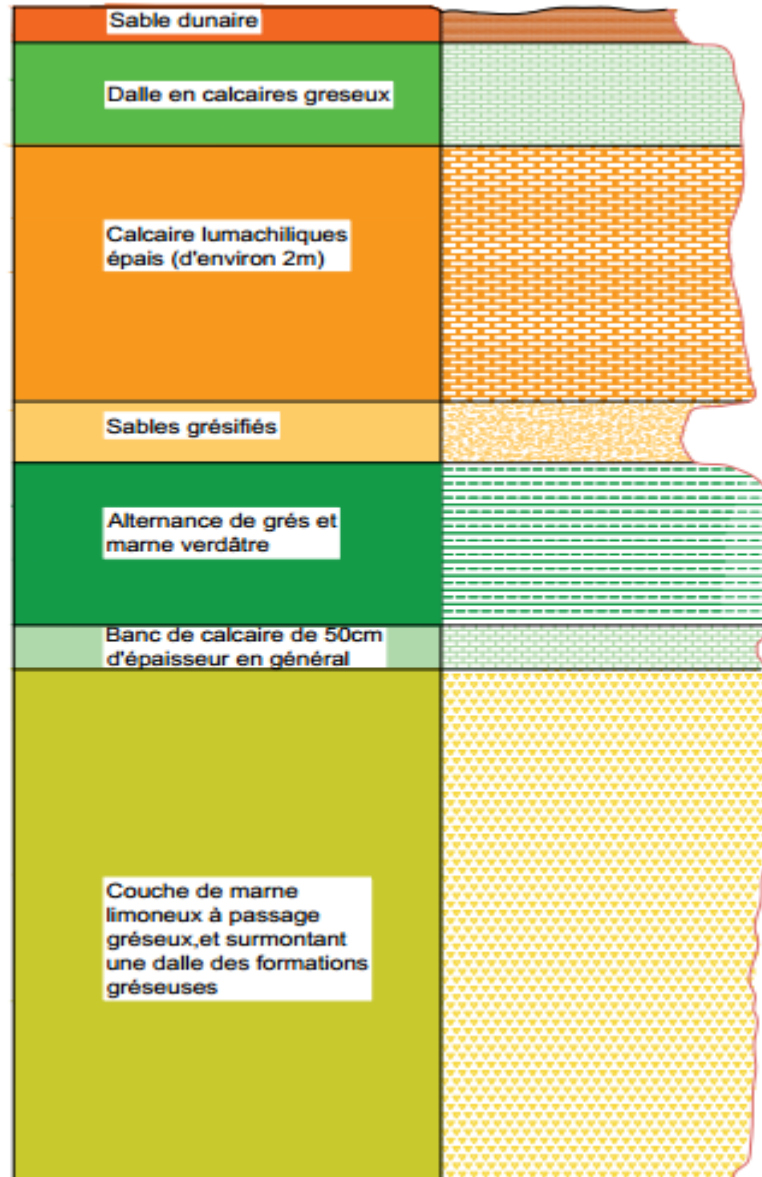 Sable dunaire
Dalle en calcaires greseux
Calcaire lumachiliques
épais (d'environ 2m)
Sables grésifiés
Alternance de grés et
marne verdâtre
Banc de calcaire de 50cm
d'épaisseur en général
Couche de marne
limoneux à passage
gréseux,et surmontant
une dalle des formations
gréseuses